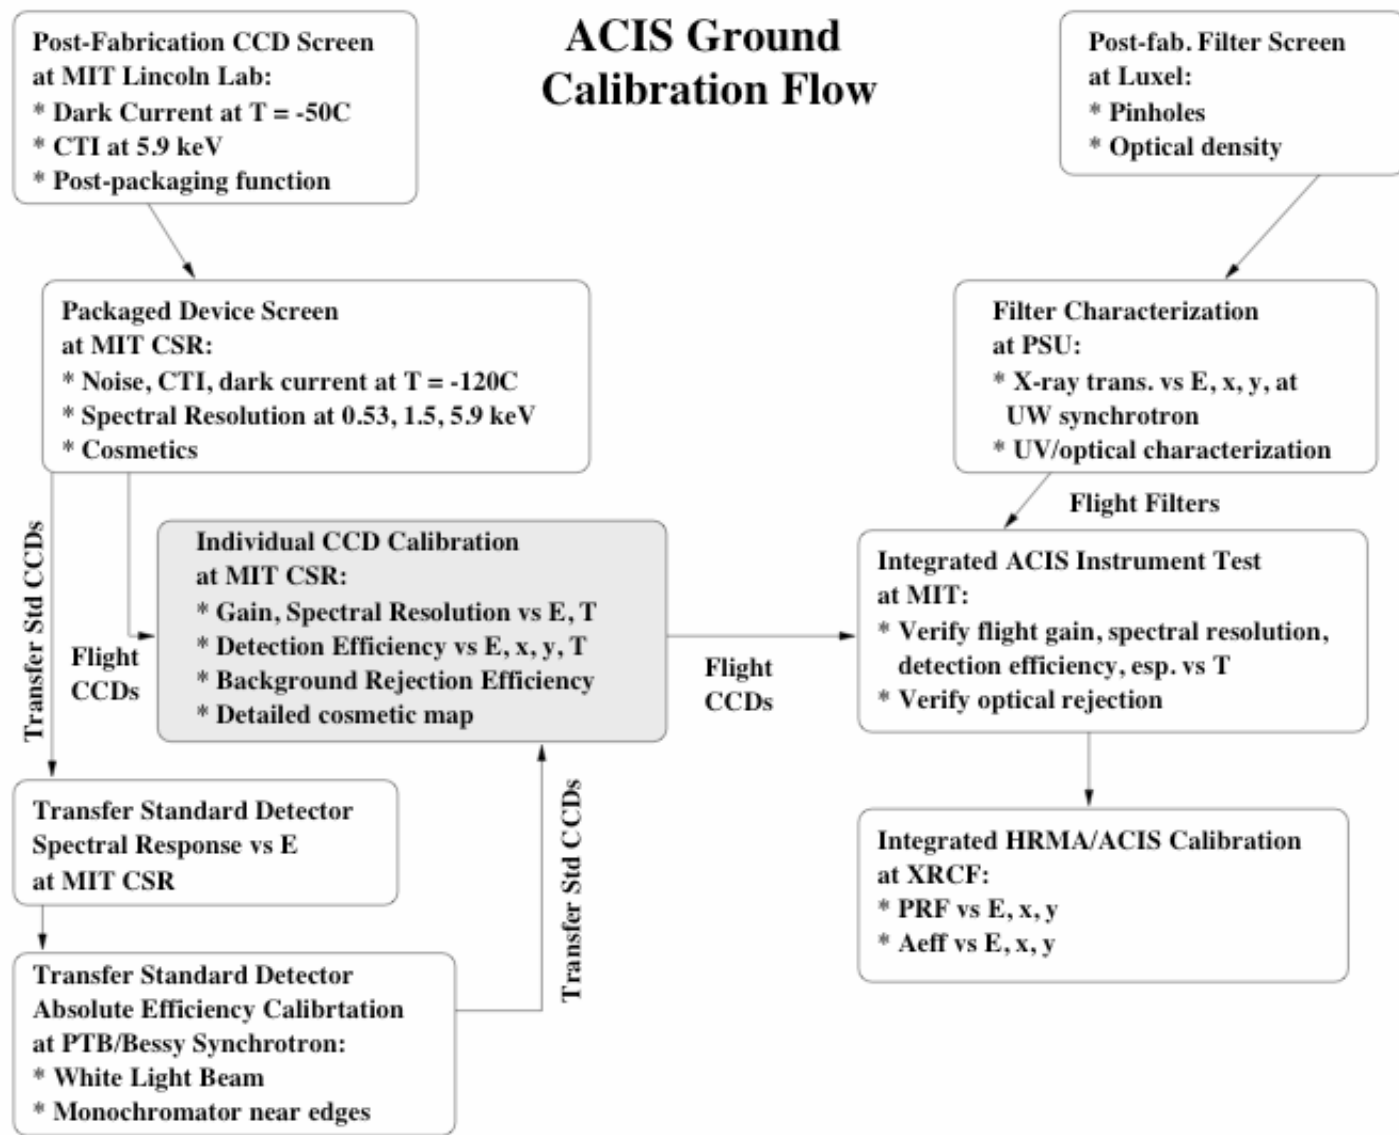 ACIS Ground
Calibration Flow
Post-Fabrication CCD Screen
at MIT Lincoln Lab:
* Dark Current at T = -50C
* CTI at 5.9 keV
* Post-packaging function
Post-fab. Filter Screen
at Luxel:
* Pinholes
* Optical density
Packaged Device Screen
at MIT CSR:
* Noise, CTI, dark current at T = -120C
* Spectral Resolution at 0.53, 1.5, 5.9 keV
* Cosmetics
Filter Characterization
at PSU:
* X-ray trans. vs E, x, y, at
UW synchrotron
* UV/optical characterization
Transfer Std CCDs
Flight
CCDs
Individual CCD Calibration
at MIT CSR:
* Gain, Spectral Resolution vs E, T
* Detection Efficiency vs E, x, y, T
* Background Rejection Efficiency
* Detailed cosmetic map
Flight
CCDs
Flight Filters
Integrated ACIS Instrument Test
at MIT:
* Verify flight gain, spectral resolution,
detection efficiency, esp. vs T
* Verify optical rejection
Transfer Standard Detector
Spectral Response vs E
at MIT CSR
Transfer Std CCDs
Integrated HRMA/ACIS Calibration
at XRCF:
* PRF vs E, x, y
* Aeff vs E, x, y
Transfer Standard Detector
Absolute Efficiency Calibrtation
at PTB/Bessy Synchrotron:
* White Light Beam
* Monochromator near edges